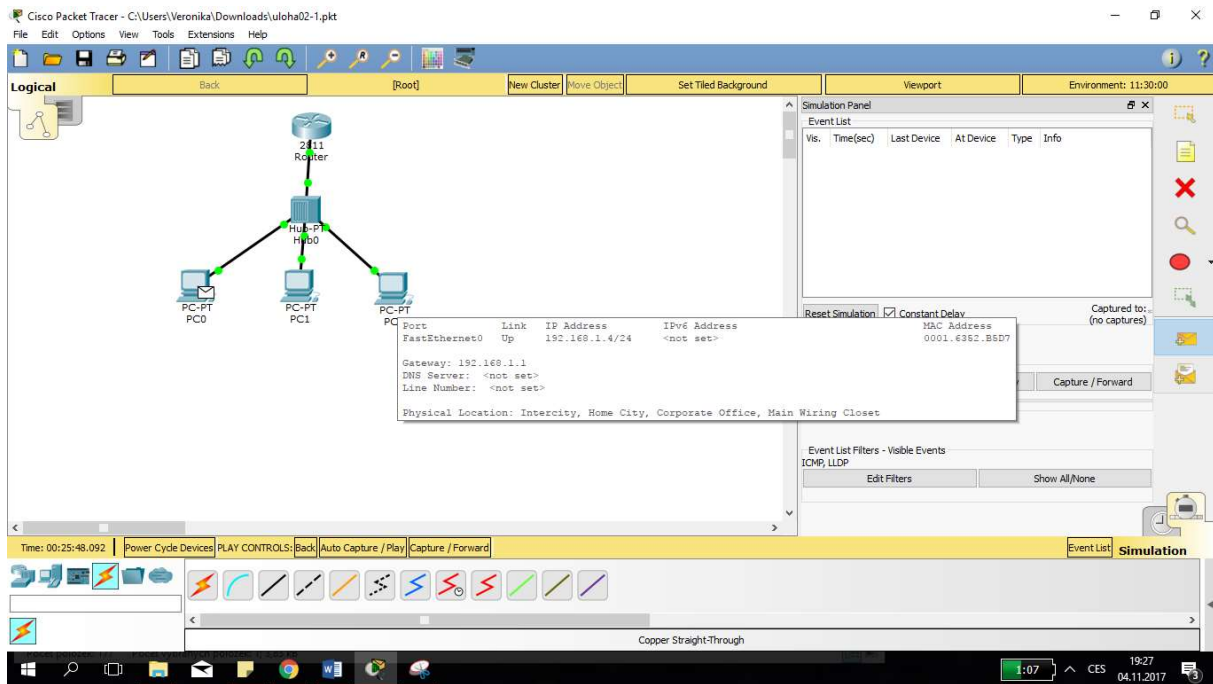 Cisco Packet Tracer - C:\Users\Veronika\Downloads\uloha02-1.pkt
File Edit Options View Tools Extensions Help
Logical Back [Root] New Cluster Move Object Set Tiled Background Viewport Environment: 11:30:00
Simulation Panel
Event List
Vis. Time(sec) Last Device At Device Type Info
2811
Router
Hub-PT
Hub0
PC-PT
PC0
PC-PT
PC1
PC-PT
Reset Simulation Constant Delay Captured to:
(no captures)
Port Link IP Address IPv6 Address MAC Address
FastEthernet0 Up 192.168.1.4/24 <not set> 0001.6352.B5D7
Gateway: 192.168.1.1
DNS Server: <not set>
Line Number: <not set>
Physical Location: Intercity, Home City, Corporate Office, Main Wiring Closet
Capture / Forward
Event List Filters - Visible Events
ICMP, LLDP
Edit Filters Show All/None
Time: 00:25:48.092 Power Cycle Devices PLAY CONTROLS: Back Auto Capture / Play Capture / Forward Event List Simulation
Copper Straight-Through
1:07 CES 19:27
04.11.2017
3